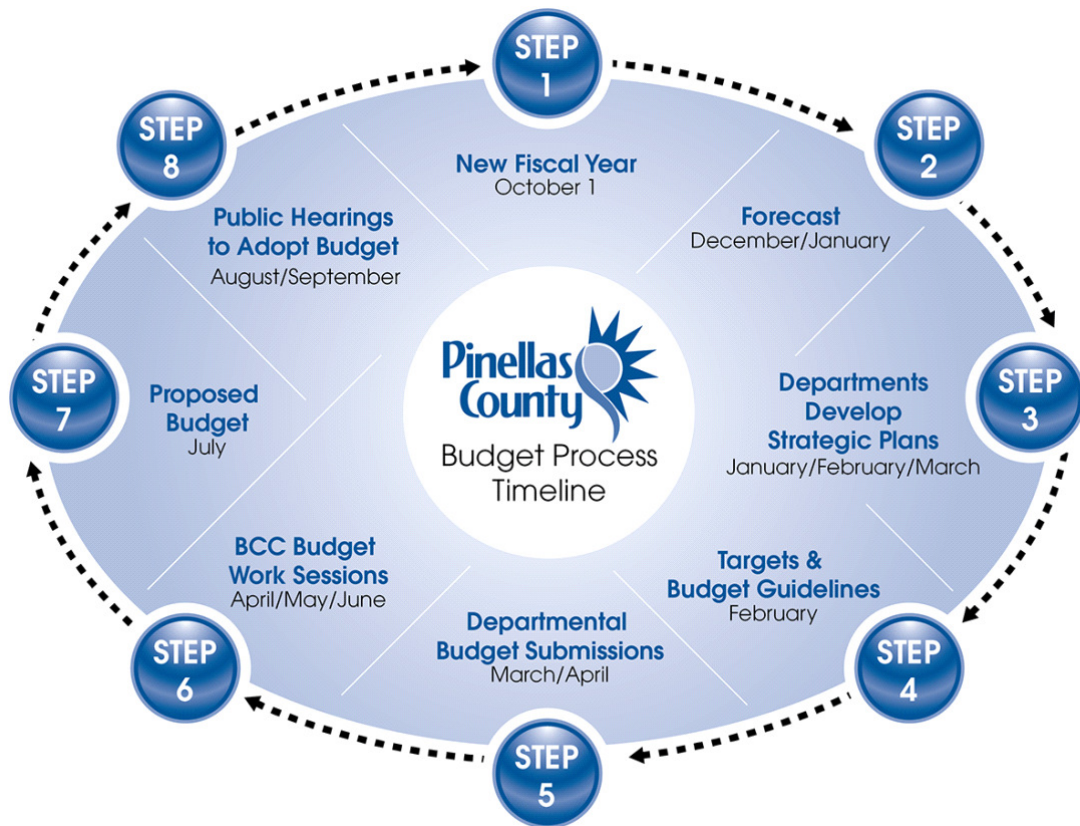 STEP
1
New Fiscal Year
October 1
STEP
2
Forecast
December/January
STEP
3
Departments
Develop
Strategic Plans
January/February/March
STEP
4
Targets &
Budget Guidelines
February
STEP
5
Departmental
Budget Submissions
March/April
STEP
6
BCC Budget
Work Sessions
April/May/June
STEP
7
Proposed
Budget
July
STEP
8
Public Hearings
to Adopt Budget
August/September
Pinellas
County
Budget Process
Timeline